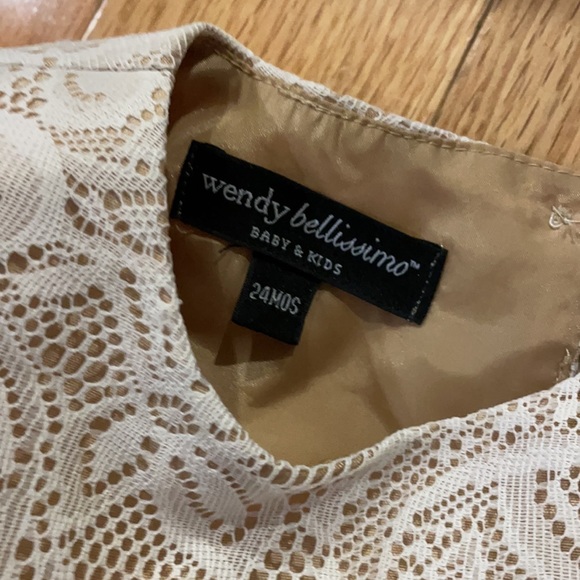 wendy bellissimo™
BABY & KIDS
24MOS